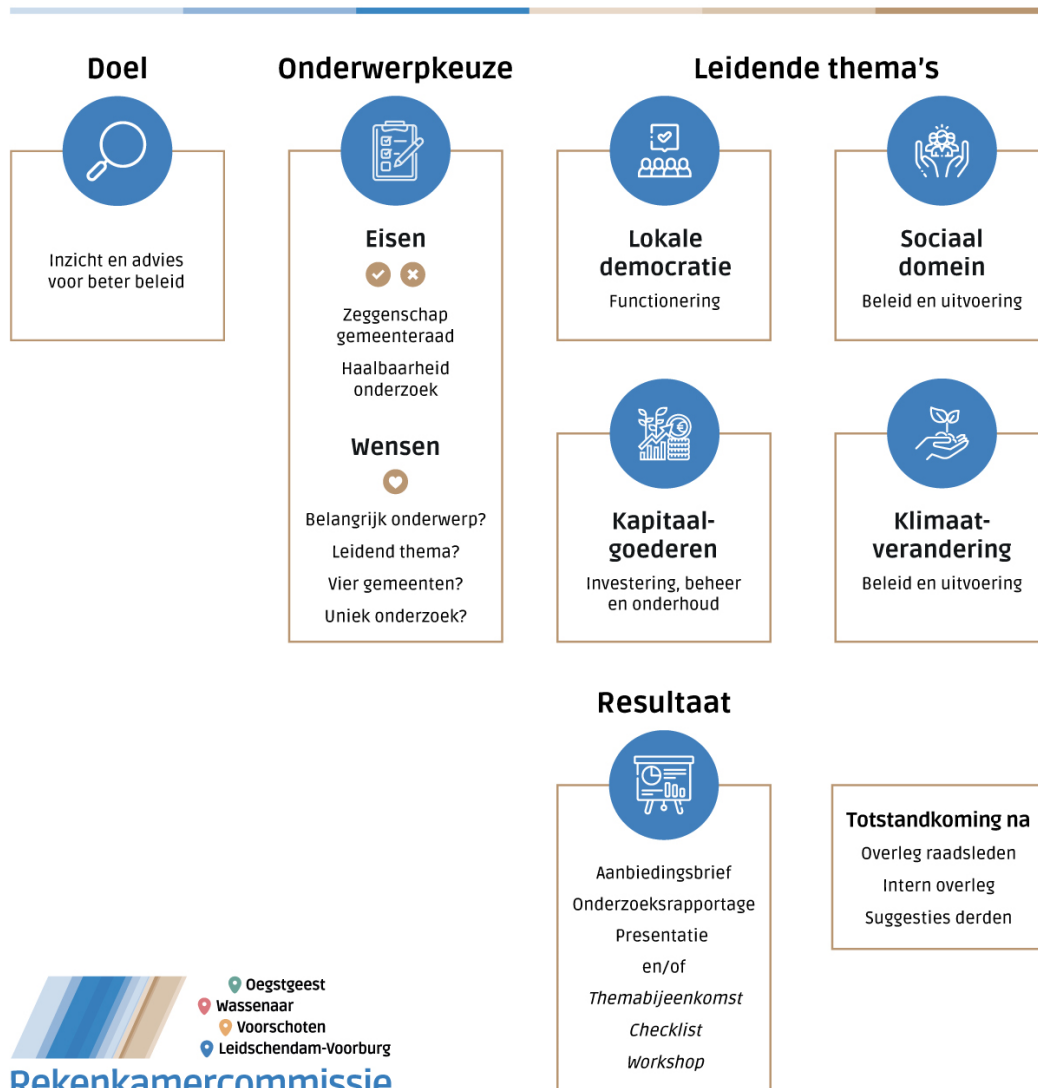 Doel
Inzicht en advies
voor beter beleid
Onderwerpkeuze
Eisen
Zeggenschap
gemeenteraad
Haalbaarheid
onderzoek
Wensen
Belangrijk onderwerp?
Leidend thema?
Vier gemeenten?
Uniek onderzoek?
Leidende thema's
Lokale
democratie
Functionering
Sociaal
domein
Beleid en uitvoering
Kapitaal-
goederen
Investering, beheer
en onderhoud
Klimaat-
verandering
Beleid en uitvoering
Resultaat
Aanbiedingsbrief
Onderzoeksrapportage
Presentatie
en/of
Themabijeenkomst
Checklist
Workshop
Totstandkoming na
Overleg raadsleden
Intern overleg
Suggesties derden
Oegstgeest
Wassenaar
Voorschoten
Leidschendam-Voorburg
Rekenkamercommissie